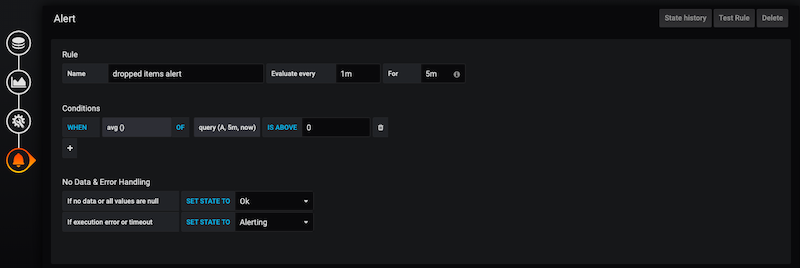 Alert State history Test Rule Delete
Rule
Name dropped items alert Evaluate every 1m For 5m
Conditions
WHEN avg () OF query (A, 5m, now) IS ABOVE 0
+
No Data & Error Handling
If no data or all values are null SET STATE TO Ok
If execution error or timeout SET STATE TO Alerting